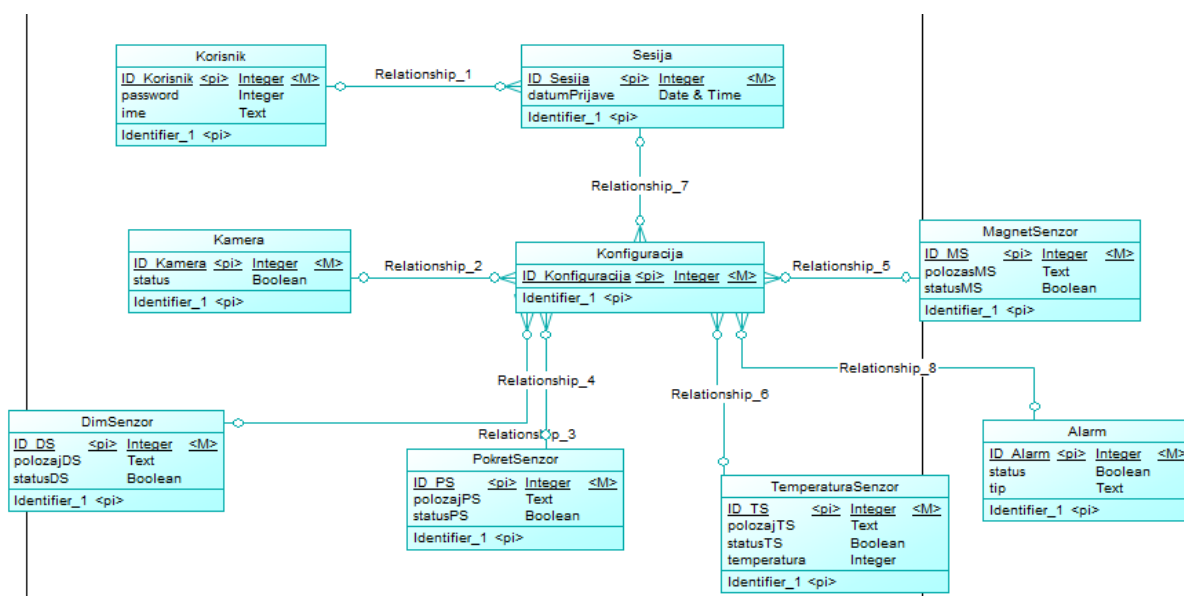 Korisnik
ID_Korisnik <pi> Integer <M>
password Integer
ime Text
Identifier_1 <pi>
Relationship_1
Sesija
ID_Sesija <pi> Integer <M>
datumPrijave Date & Time
Identifier_1 <pi>
Relationship_7
Kamera
ID_Kamera <pi> Integer <M>
status Boolean
Identifier_1 <pi>
Relationship_2
Konfiguracija
ID_Konfiguracija <pi> Integer <M>
Identifier_1 <pi>
Relationship_5
MagnetSenzor
ID_MS <pi> Integer <M>
polozasMS Text
statusMS Boolean
Identifier_1 <pi>
Relationship_4
Relationship_6
Relationship_8
DimSenzor
ID_DS <pi> Integer <M>
polozajDS Text
statusDS Boolean
Identifier_1 <pi>
Relationship_3
PokretSenzor
ID_PS <pi> Integer <M>
polozajPS Text
statusPS Boolean
Identifier_1 <pi>
TemperaturaSenzor
ID_TS <pi> Integer <M>
polozajTS Text
statusTS Boolean
temperatura Integer
Identifier_1 <pi>
Alarm
ID_Alarm <pi> Integer <M>
status Boolean
tip Text
Identifier_1 <pi>